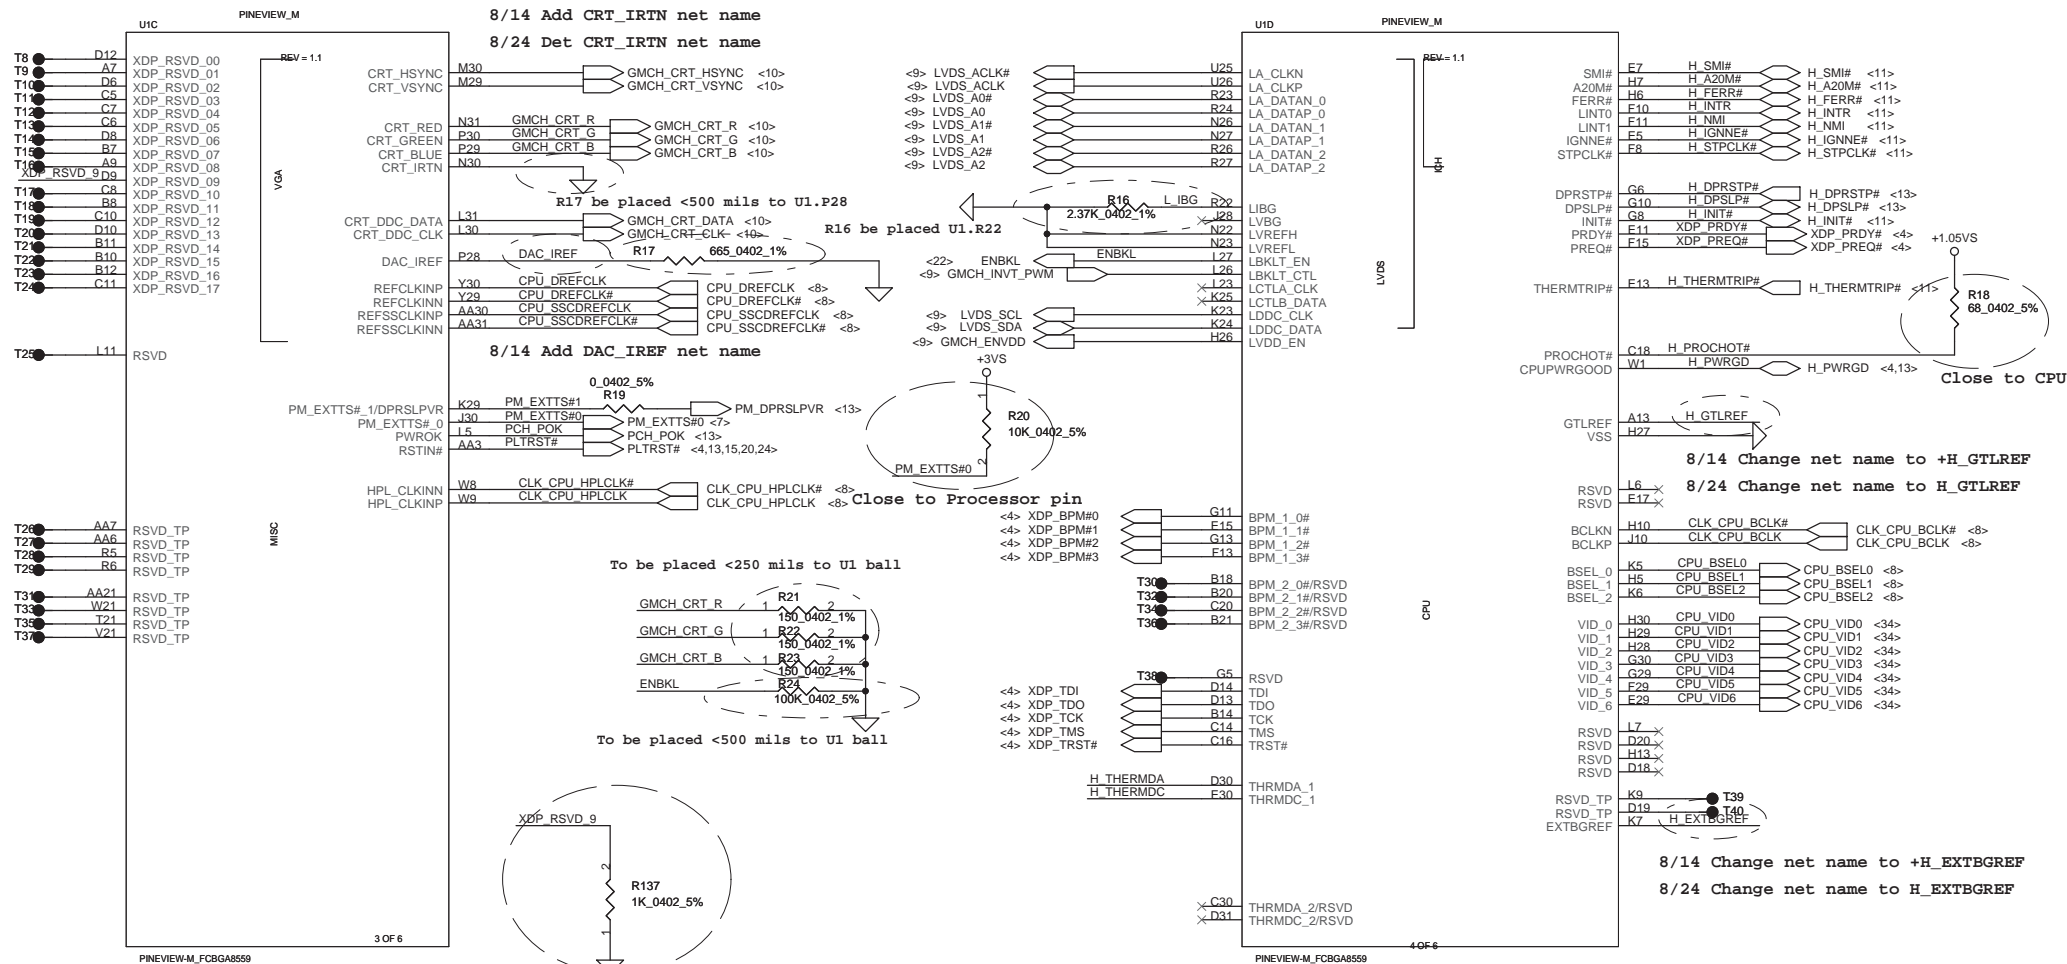 PINEVIEW_M
U1C
REV = 1.1
8/14 Add CRT_IRTN net name
8/24 Det CRT_IRTN net name
T8 D12 XDP_RSVD_00
T9 A7 XDP_RSVD_01
T10 D6 XDP_RSVD_02
T11 C5 XDP_RSVD_03
T12 C7 XDP_RSVD_04
T13 C6 XDP_RSVD_05
T14 D8 XDP_RSVD_06
T15 B7 XDP_RSVD_07
T16 A9 XDP_RSVD_08
XDP_RSVD_9 D9 XDP_RSVD_09
T17 C8 XDP_RSVD_10
T18 B8 XDP_RSVD_11
T19 C10 XDP_RSVD_12
T20 D10 XDP_RSVD_13
T21 B11 XDP_RSVD_14
T22 B10 XDP_RSVD_15
T23 B12 XDP_RSVD_16
T24 C11 XDP_RSVD_17
T25 L11 RSVD
T26 AA7 RSVD_TP
T27 AA6 RSVD_TP
T28 R5 RSVD_TP
T29 R6 RSVD_TP
T31 AA21 RSVD_TP
T33 W21 RSVD_TP
T35 T21 RSVD_TP
T37 V21 RSVD_TP
VGA
MISC
CRT_HSYNC M30 GMCH_CRT_HSYNC <10>
CRT_VSYNC M29 GMCH_CRT_VSYNC <10>
CRT_RED N31 GMCH_CRT_R GMCH_CRT_R <10>
CRT_GREEN P30 GMCH_CRT_G GMCH_CRT_G <10>
CRT_BLUE P29 GMCH_CRT_B GMCH_CRT_B <10>
CRT_IRTN N30
R17 be placed <500 mils to U1.P28
CRT_DDC_DATA L31 GMCH_CRT_DATA <10>
CRT_DDC_CLK L30 GMCH_CRT_CLK <10>
DAC_IREF P28 DAC_IREF R17 665_0402_1%
REFCLKINP Y30 CPU_DREFCLK CPU_DREFCLK <8>
REFCLKINN Y29 CPU_DREFCLK# CPU_DREFCLK# <8>
REFSSCLKINP AA30 CPU_SSCDREFCLK CPU_SSCDREFCLK <8>
REFSSCLKINN AA31 CPU_SSCDREFCLK# CPU_SSCDREFCLK# <8>
8/14 Add DAC_IREF net name
0_0402_5%
R19
PM_EXTTS#_1/DPRSLPVR K29 PM_EXTTS#1 PM_DPRSLPVR <13>
PM_EXTTS#_0 J30 PM_EXTTS#0 PM_EXTTS#0 <7>
PWROK L5 PCH_POK PCH_POK <13>
RSTIN# AA3 PLTRST# PLTRST# <4,13,15,20,24>
HPL_CLKINN W8 CLK_CPU_HPLCLK# CLK_CPU_HPLCLK# <8>
HPL_CLKINP W9 CLK_CPU_HPLCLK CLK_CPU_HPLCLK <8>
3 OF 6
PINEVIEW-M_FCBGA8559
+3VS
1
R20
10K_0402_5%
2
PM_EXTTS#0
Close to Processor pin
To be placed <250 mils to U1 ball
GMCH_CRT_R 1 R21 2
150_0402_1%
GMCH_CRT_G 1 R22 2
150_0402_1%
GMCH_CRT_B 1 R23 2
150_0402_1%
ENBKL R24
100K_0402_5%
To be placed <500 mils to U1 ball
XDP_RSVD_9
2
R137
1K_0402_5%
1
U1D
PINEVIEW_M
REV = 1.1
<9> LVDS_ACLK# U25 LA_CLKN
<9> LVDS_ACLK U26 LA_CLKP
<9> LVDS_A0# R23 LA_DATAN_0
<9> LVDS_A0 R24 LA_DATAP_0
<9> LVDS_A1# N26 LA_DATAN_1
<9> LVDS_A1 N27 LA_DATAP_1
<9> LVDS_A2# R26 LA_DATAN_2
<9> LVDS_A2 R27 LA_DATAP_2
R16
2.37K_0402_1%
L_IBG R22 LIBG
R16 be placed U1.R22
J28 LVBG
N22 LVREFH
N23 LVREFL
<22> ENBKL ENBKL L27 LBKLT_EN
<9> GMCH_INVT_PWM L26 LBKLT_CTL
L23 LCTLA_CLK
K25 LCTLB_DATA
<9> LVDS_SCL K23 LDDC_CLK
<9> LVDS_SDA K24 LDDC_DATA
<9> GMCH_ENVDD H26 LVDD_EN
<4> XDP_BPM#0 G11 BPM_1_0#
<4> XDP_BPM#1 E15 BPM_1_1#
<4> XDP_BPM#2 G13 BPM_1_2#
<4> XDP_BPM#3 F13 BPM_1_3#
T30 B18 BPM_2_0#/RSVD
T32 B20 BPM_2_1#/RSVD
T34 C20 BPM_2_2#/RSVD
T36 B21 BPM_2_3#/RSVD
T38 G5 RSVD
<4> XDP_TDI D14 TDI
<4> XDP_TDO D13 TDO
<4> XDP_TCK B14 TCK
<4> XDP_TMS C14 TMS
<4> XDP_TRST# C16 TRST#
H_THERMDA D30 THRMDA_1
H_THERMDC E30 THRMDC_1
C30 THRMDA_2/RSVD
D31 THRMDC_2/RSVD
LVDS
ICH
CPU
SMI# E7 H_SMI# H_SMI# <11>
A20M# H7 H_A20M# H_A20M# <11>
FERR# H6 H_FERR# H_FERR# <11>
LINT0 F10 H_INTR H_INTR <11>
LINT1 F11 H_NMI H_NMI <11>
IGNNE# E5 H_IGNNE# H_IGNNE# <11>
STPCLK# F8 H_STPCLK# H_STPCLK# <11>
DPRSTP# G6 H_DPRSTP# H_DPRSTP# <13>
DPSLP# G10 H_DPSLP# H_DPSLP# <13>
INIT# G8 H_INIT# H_INIT# <11>
PRDY# E11 XDP_PRDY# XDP_PRDY# <4>
PREQ# F15 XDP_PREQ# XDP_PREQ# <4>
THERMTRIP# E13 H_THERMTRIP# H_THERMTRIP# <11>
+1.05VS
R18
68_0402_5%
PROCHOT# C18 H_PROCHOT#
CPUPWRGOOD W1 H_PWRGD H_PWRGD <4,13>
Close to CPU
GTLREF A13 H_GTLREF
VSS H27
8/14 Change net name to +H_GTLREF
8/24 Change net name to H_GTLREF
RSVD L6
RSVD E17
BCLKN H10 CLK_CPU_BCLK# CLK_CPU_BCLK# <8>
BCLKP J10 CLK_CPU_BCLK CLK_CPU_BCLK <8>
BSEL_0 K5 CPU_BSEL0 CPU_BSEL0 <8>
BSEL_1 H5 CPU_BSEL1 CPU_BSEL1 <8>
BSEL_2 K6 CPU_BSEL2 CPU_BSEL2 <8>
VID_0 H30 CPU_VID0 CPU_VID0 <34>
VID_1 H29 CPU_VID1 CPU_VID1 <34>
VID_2 H28 CPU_VID2 CPU_VID2 <34>
VID_3 G30 CPU_VID3 CPU_VID3 <34>
VID_4 G29 CPU_VID4 CPU_VID4 <34>
VID_5 F29 CPU_VID5 CPU_VID5 <34>
VID_6 E29 CPU_VID6 CPU_VID6 <34>
RSVD L7
RSVD D20
RSVD H13
RSVD D18
RSVD_TP K9 T39
RSVD_TP D19 T40
EXTBGREF K7 H_EXTBGREF
8/14 Change net name to +H_EXTBGREF
8/24 Change net name to H_EXTBGREF
4 OF 6
PINEVIEW-M_FCBGA8559